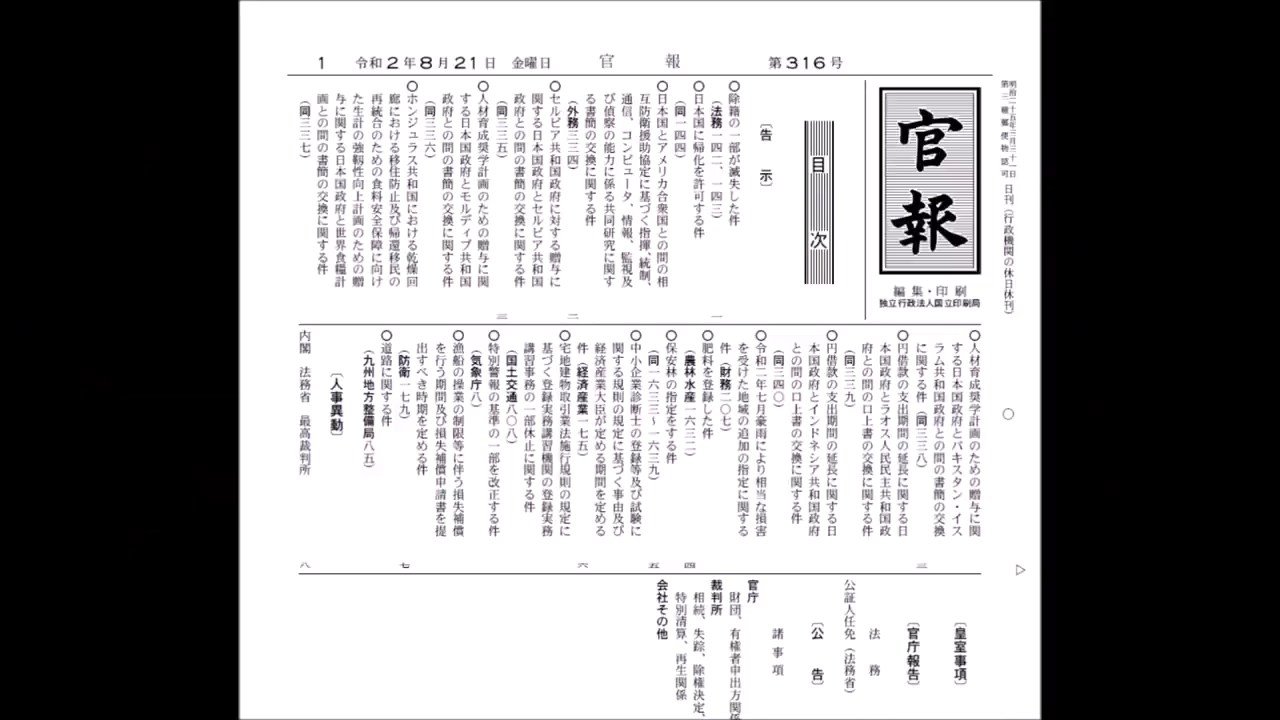 1 令和2年8月21日 金曜日 官報 第316号
明治二十五年三月三十一日
第三種郵便物認可
日刊(行政機関の休日休刊)
官報
編集・印刷
独立行政法人国立印刷局
目次
〔告示〕
○除籍の一部が滅失した件
(法務一四二、一四三) 一
○日本国に帰化を許可する件
(同一四四)
○日本国とアメリカ合衆国との間の相
互防衛援助協定に基づく指揮、統制、
通信、コンピュータ、情報、監視及
び偵察の能力に係る共同研究に関す
る書簡の交換に関する件
(外務三三四) 二
○セルビア共和国政府に対する贈与に
関する日本国政府とセルビア共和国
政府との間の書簡の交換に関する件
(同三三五) 三
○人材育成奨学計画のための贈与に関
する日本国政府とモルディブ共和国
政府との間の書簡の交換に関する件
(同三三六)
○ホンジュラス共和国における乾燥回
廊における移住防止及び帰還移民の
再統合のための食料安全保障に向け
た生計の強靱性向上計画のための贈
与に関する日本国政府と世界食糧計
画との間の書簡の交換に関する件
(同三三七)
○人材育成奨学計画のための贈与に関
する日本国政府とパキスタン・イス
ラム共和国政府との間の書簡の交換
に関する件(同三三八) 三
○円借款の支出期間の延長に関する日
本国政府とラオス人民民主共和国政
府との間の口上書の交換に関する件
(同三三九)
○円借款の支出期間の延長に関する日
本国政府とインドネシア共和国政府
との間の口上書の交換に関する件
(同三四〇)
○令和二年七月豪雨により相当な損害
を受けた地域の追加の指定に関する
件(財務二〇七)
○肥料を登録した件
(農林水産一六三二) 四
○保安林の指定をする件
(同一六三三〜一六三九) 五
○中小企業診断士の登録等及び試験に
関する規則の規定に基づく事由及び
経済産業大臣が定める期間を定める
件(経済産業一七五) 六
○宅地建物取引業法施行規則の規定に
基づく登録実務講習機関の登録実務
講習事務の一部休止に関する件
(国土交通八〇八)
○特別警報の基準の一部を改正する件
(気象庁八)
○漁船の操業の制限等に伴う損失補償
を行う期間及び損失補償申請書を提
出すべき時期を定める件
(防衛一七九) 七
○道路に関する件
(九州地方整備局八五)
〔人事異動〕
内閣 法務省 最高裁判所 八
〔皇室事項〕
〔官庁報告〕
法務
公証人任免(法務省)
〔公告〕
諸事項
官庁
財団、有権者申出方関係
裁判所
相続、失踪、除権決定、
特別清算、再生関係
会社その他